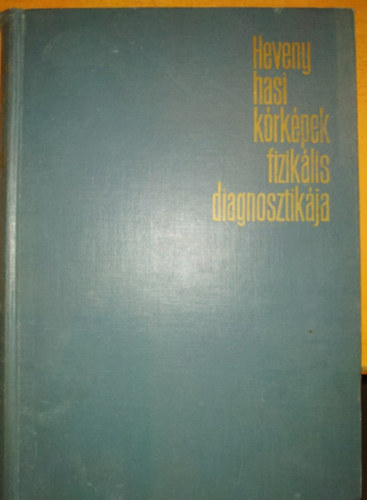 Heveny
hasi
kórképek
fizikális
diagnosztikája